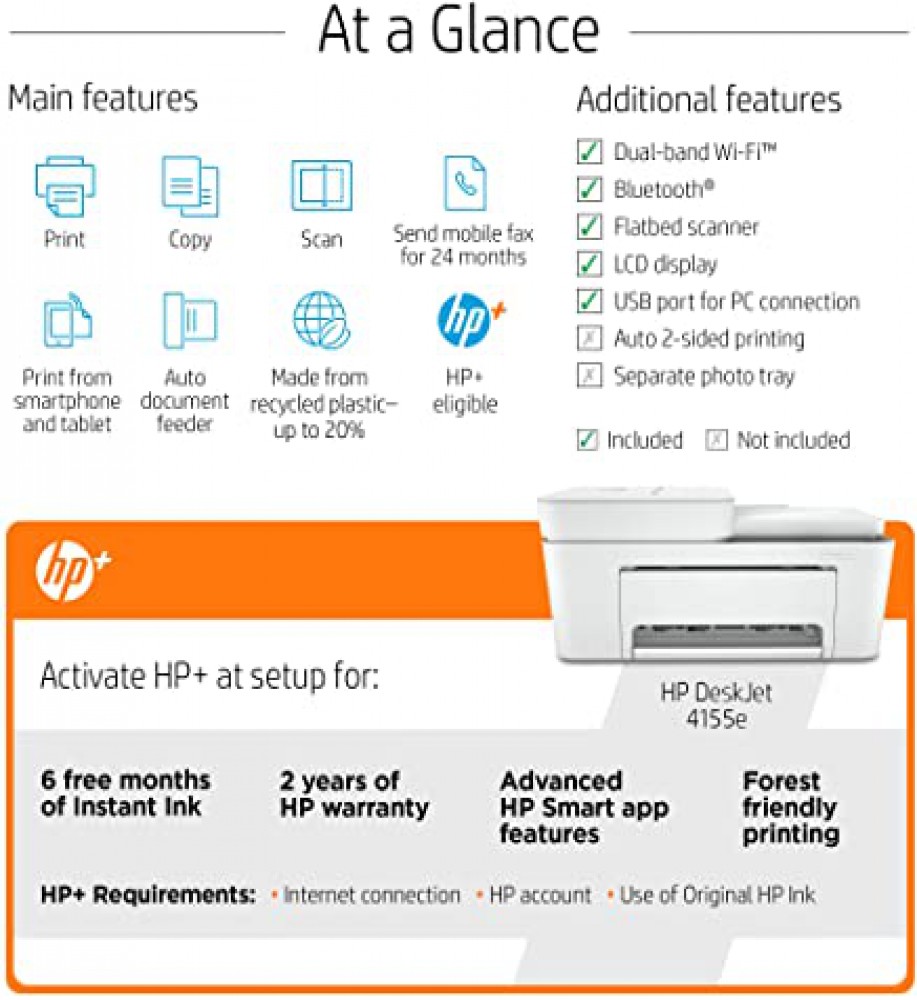 At a Glance
Main features
Print
Copy
Scan
Send mobile fax
for 24 months
Print from
smartphone
and tablet
Auto
document
feeder
Made from
recycled plastic–
up to 20%
hp+
HP+
eligible
Additional features
✓ Dual-band Wi-Fi™
✓ Bluetooth®
✓ Flatbed scanner
✓ LCD display
✓ USB port for PC connection
X Auto 2-sided printing
X Separate photo tray
✓ Included X Not included
hp+
Activate HP+ at setup for:
HP DeskJet
4155e
6 free months
of Instant Ink
2 years of
HP warranty
Advanced
HP Smart app
features
Forest
friendly
printing
HP+ Requirements: • Internet connection • HP account • Use of Original HP Ink